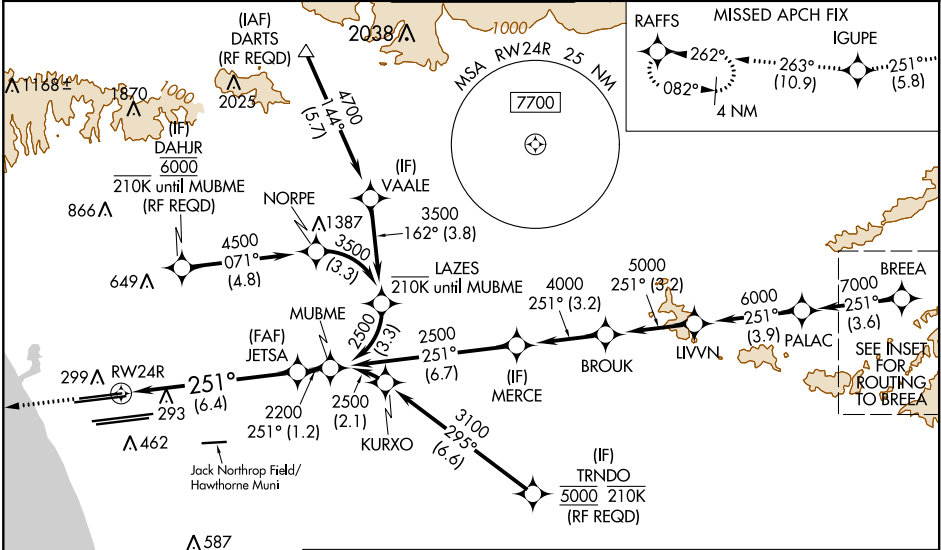 (IAF)
DARTS
(RF REQD)
2038
1000
MSA RW24R 25 NM
7700
MISSED APCH FIX
RAFFS
IGUPE
262°
263°
(10.9)
251°
(5.8)
082°
4 NM
1168±
1870
1000
2025
4700
144°
(5.7)
(IF)
DAHJR
6000
210K until MUBME
(RF REQD)
(IF)
VAALE
NORPE
866
1387
3500
162° (3.8)
4500
071°
(4.8)
3500
(3.3)
649
LAZES
210K until MUBME
MUBME
2500
(3.3)
4000
251° (3.2)
5000
251° (3.2)
6000
251°
(3.9)
7000
251°
(3.6)
BREEA
(FAF)
JETSA
2500
251°
(6.7)
BROUK
LIVVN
PALAC
SEE INSET
FOR
ROUTING
TO BREEA
299
RW24R
251°
(6.4)
(IF)
MERCE
293
2200
251° (1.2)
2500
(2.1)
KURXO
3100
295°
(6.6)
462
Jack Northrop Field/
Hawthorne Muni
(IF)
TRNDO
5000 210K
(RF REQD)
587